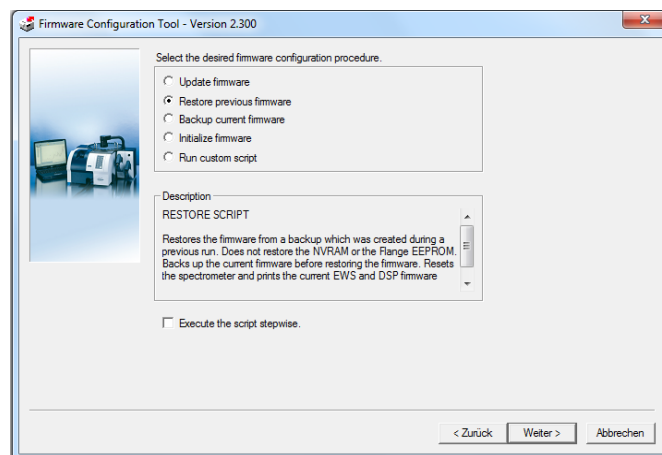 Firmware Configuration Tool - Version 2.300
Select the desired firmware configuration procedure.
Update firmware
Restore previous firmware
Backup current firmware
Initialize firmware
Run custom script
Description
RESTORE SCRIPT
Restores the firmware from a backup which was created during a
previous run. Does not restore the NVRAM or the Range EEPROM.
Backs up the current firmware before restoring the firmware. Resets
the spectrometer and prints the current EWS and DSP firmware
Execute the script stepwise.
< Zurück
Weiter >
Abbrechen